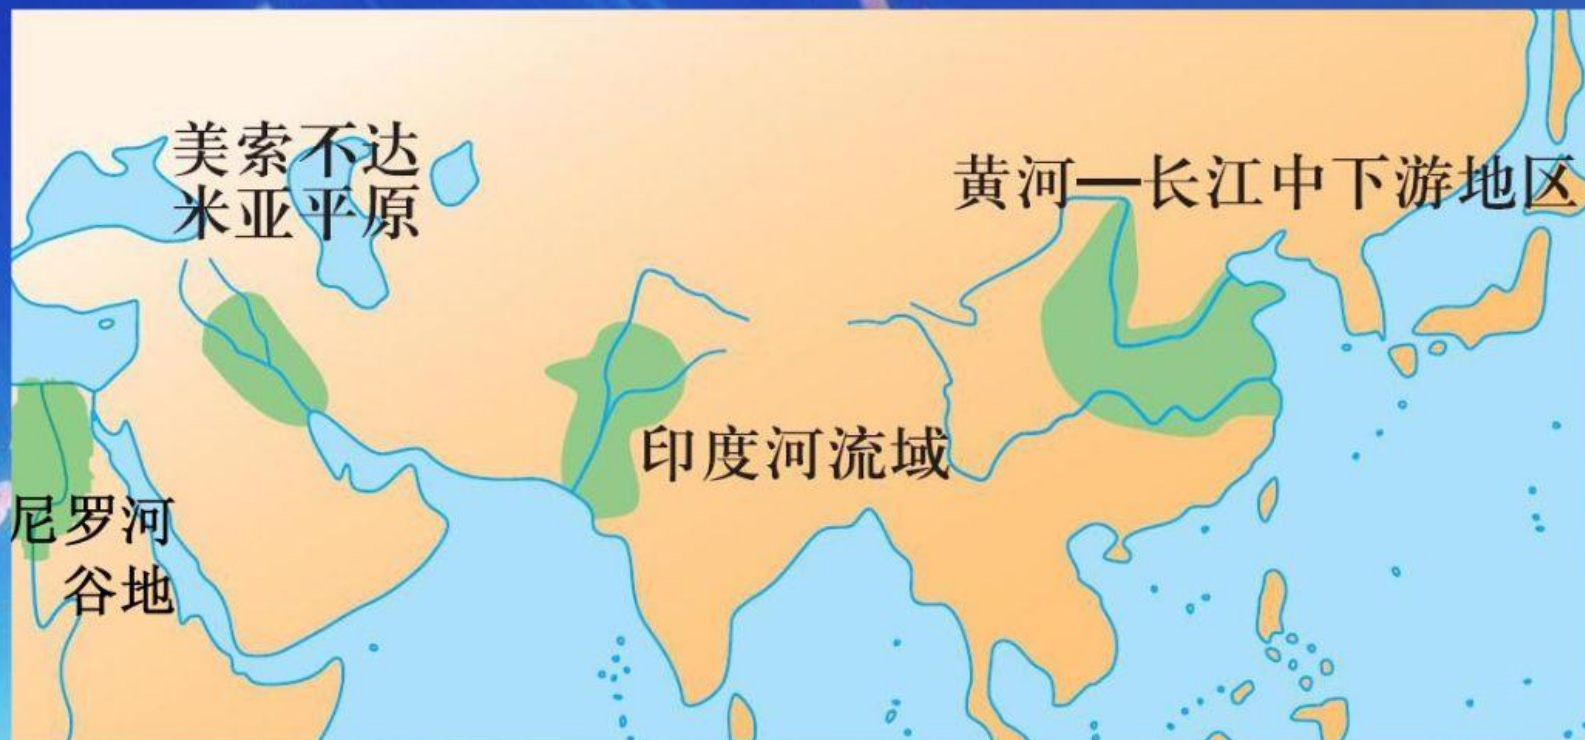 美索不达
米亚平原
黄河—长江中下游地区
印度河流域
尼罗河
谷地